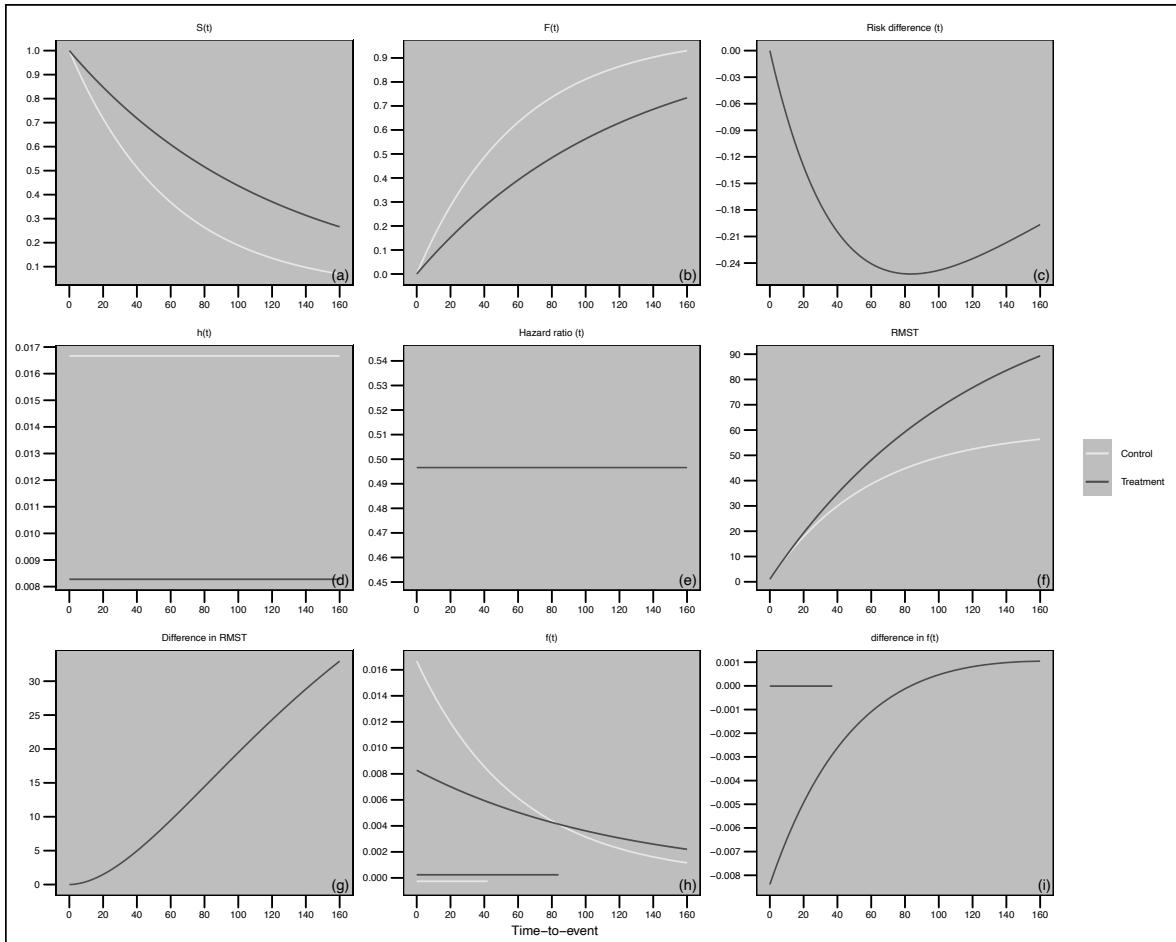 S(t)
1.0
0.9
0.8
0.7
0.6
0.5
0.4
0.3
0.2
0.1
(a)
0 20 40 60 80 100 120 140 160
F(t)
0.9
0.8
0.7
0.6
0.5
0.4
0.3
0.2
0.1
0.0
(b)
0 20 40 60 80 100 120 140 160
Risk difference (t)
0.00
−0.03
−0.06
−0.09
−0.12
−0.15
−0.18
−0.21
−0.24
(c)
0 20 40 60 80 100 120 140 160
h(t)
0.017
0.016
0.015
0.014
0.013
0.012
0.011
0.010
0.009
0.008
(d)
0 20 40 60 80 100 120 140 160
Hazard ratio (t)
0.54
0.53
0.52
0.51
0.50
0.49
0.48
0.47
0.46
0.45
(e)
0 20 40 60 80 100 120 140 160
RMST
90
80
70
60
50
40
30
20
10
0
(f)
0 20 40 60 80 100 120 140 160
Control
Treatment
Difference in RMST
30
25
20
15
10
5
0
(g)
0 20 40 60 80 100 120 140 160
f(t)
0.016
0.014
0.012
0.010
0.008
0.006
0.004
0.002
0.000
(h)
0 20 40 60 80 100 120 140 160
difference in f(t)
0.001
0.000
−0.001
−0.002
−0.003
−0.004
−0.005
−0.006
−0.007
−0.008
(i)
0 20 40 60 80 100 120 140 160
Time−to−event